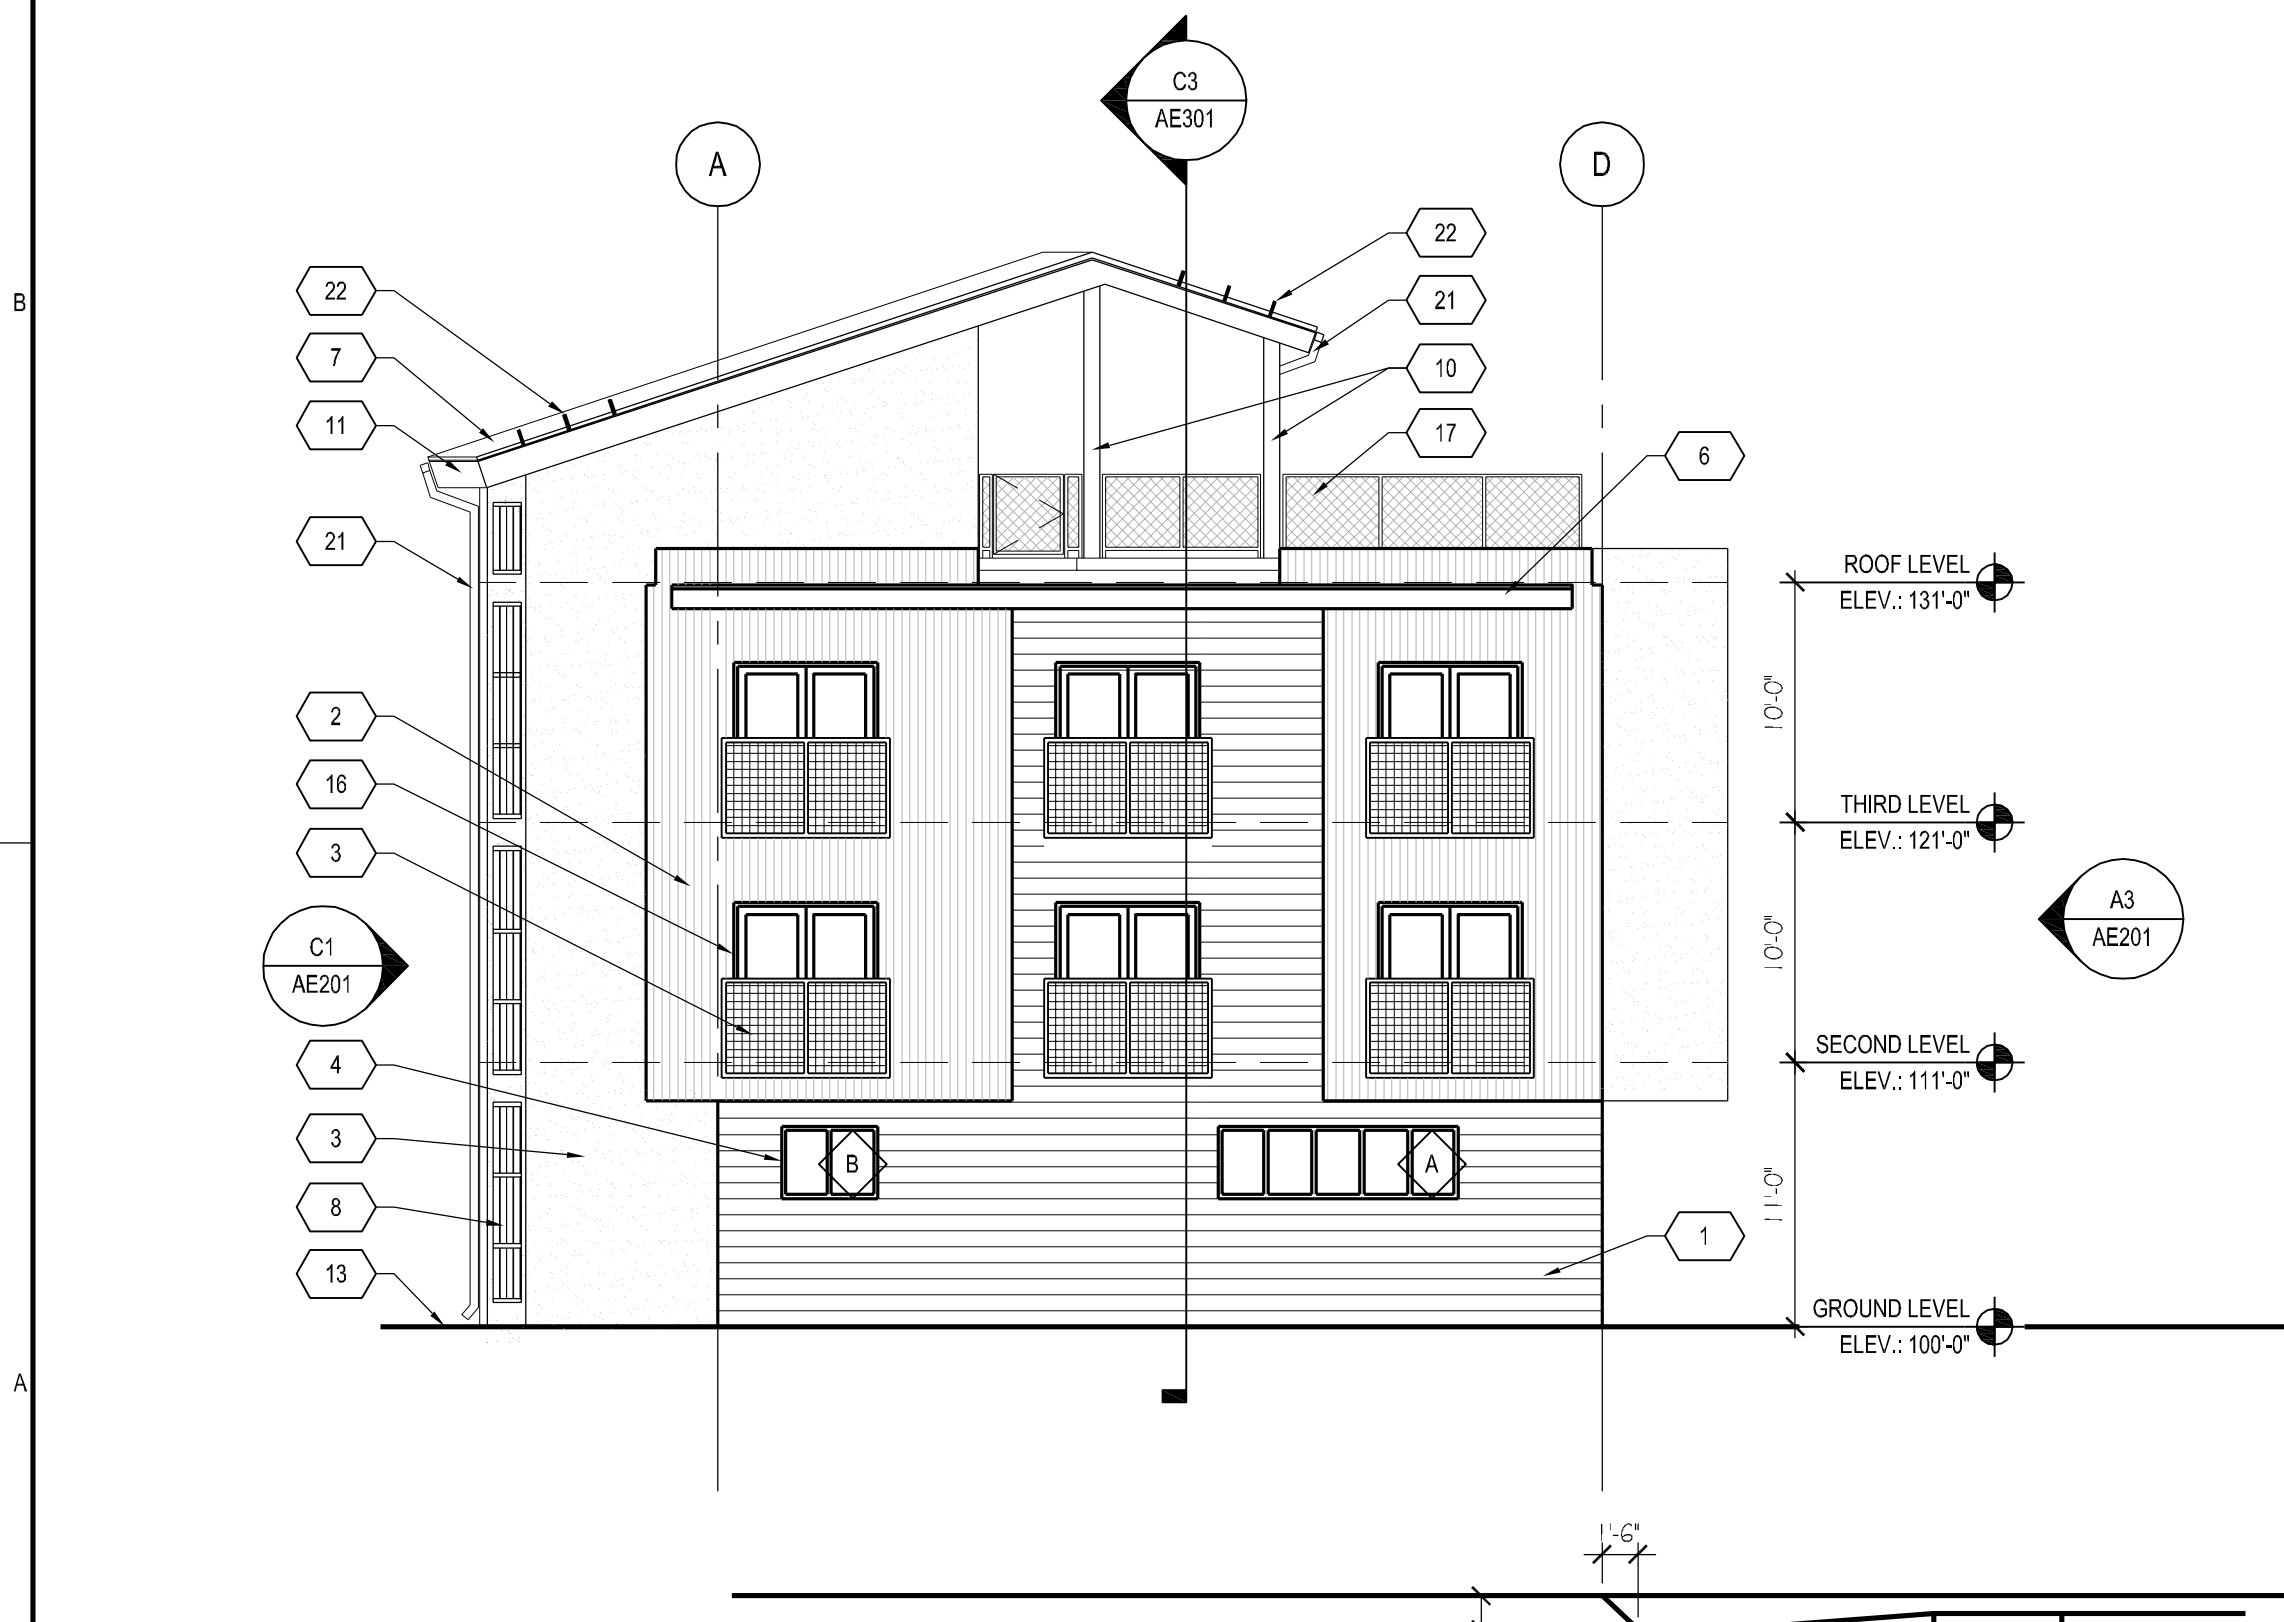 C3
AE301
A
D
22
21
10
17
6
22
7
11
21
2
16
3
4
3
8
13
1
B
A
C1
AE201
A3
AE201
ROOF LEVEL
ELEV.: 131'-0"
10'-0"
THIRD LEVEL
ELEV.: 121'-0"
10'-0"
SECOND LEVEL
ELEV.: 111'-0"
11'-0"
GROUND LEVEL
ELEV.: 100'-0"
B
A
1'-6"